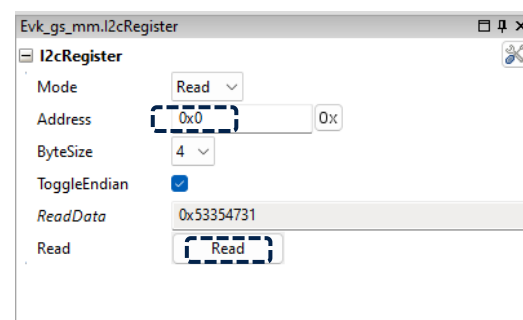 Evk_gs_mm.I2cRegister
I2cRegister
Mode Read
Address 0x0 0x
ByteSize 4
ToggleEndian
ReadData 0x53354731
Read Read